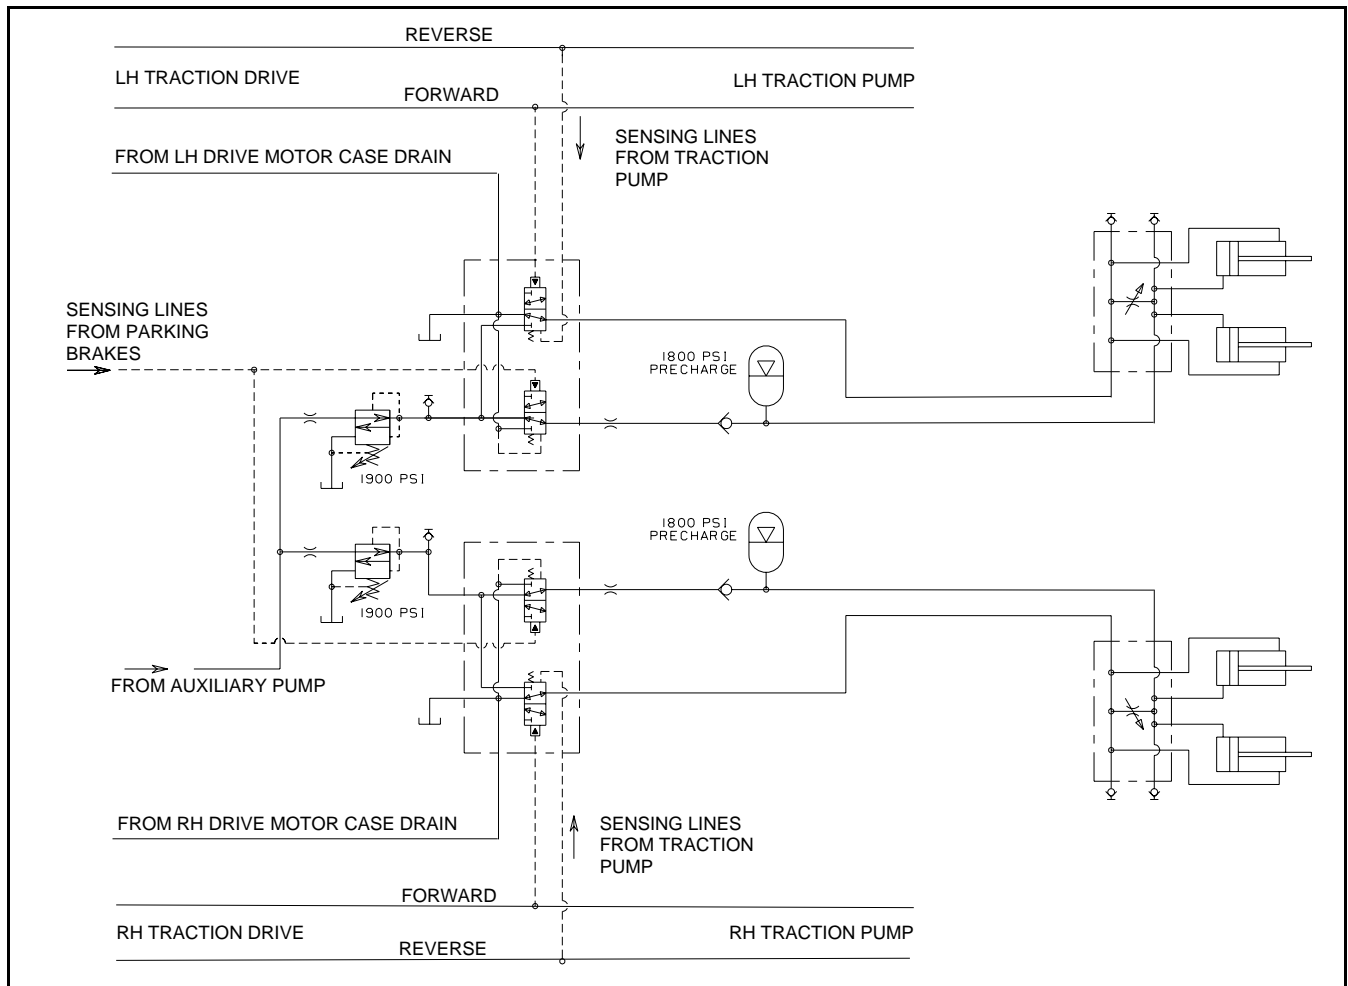 REVERSE
LH TRACTION DRIVE
LH TRACTION PUMP
FORWARD
SENSING LINES
FROM TRACTION
PUMP
FROM LH DRIVE MOTOR CASE DRAIN
SENSING LINES
FROM PARKING
BRAKES
1800 PSI
PRECHARGE
1900 PSI
1800 PSI
PRECHARGE
1900 PSI
FROM AUXILIARY PUMP
FROM RH DRIVE MOTOR CASE DRAIN
SENSING LINES
FROM TRACTION
PUMP
FORWARD
RH TRACTION DRIVE
RH TRACTION PUMP
REVERSE